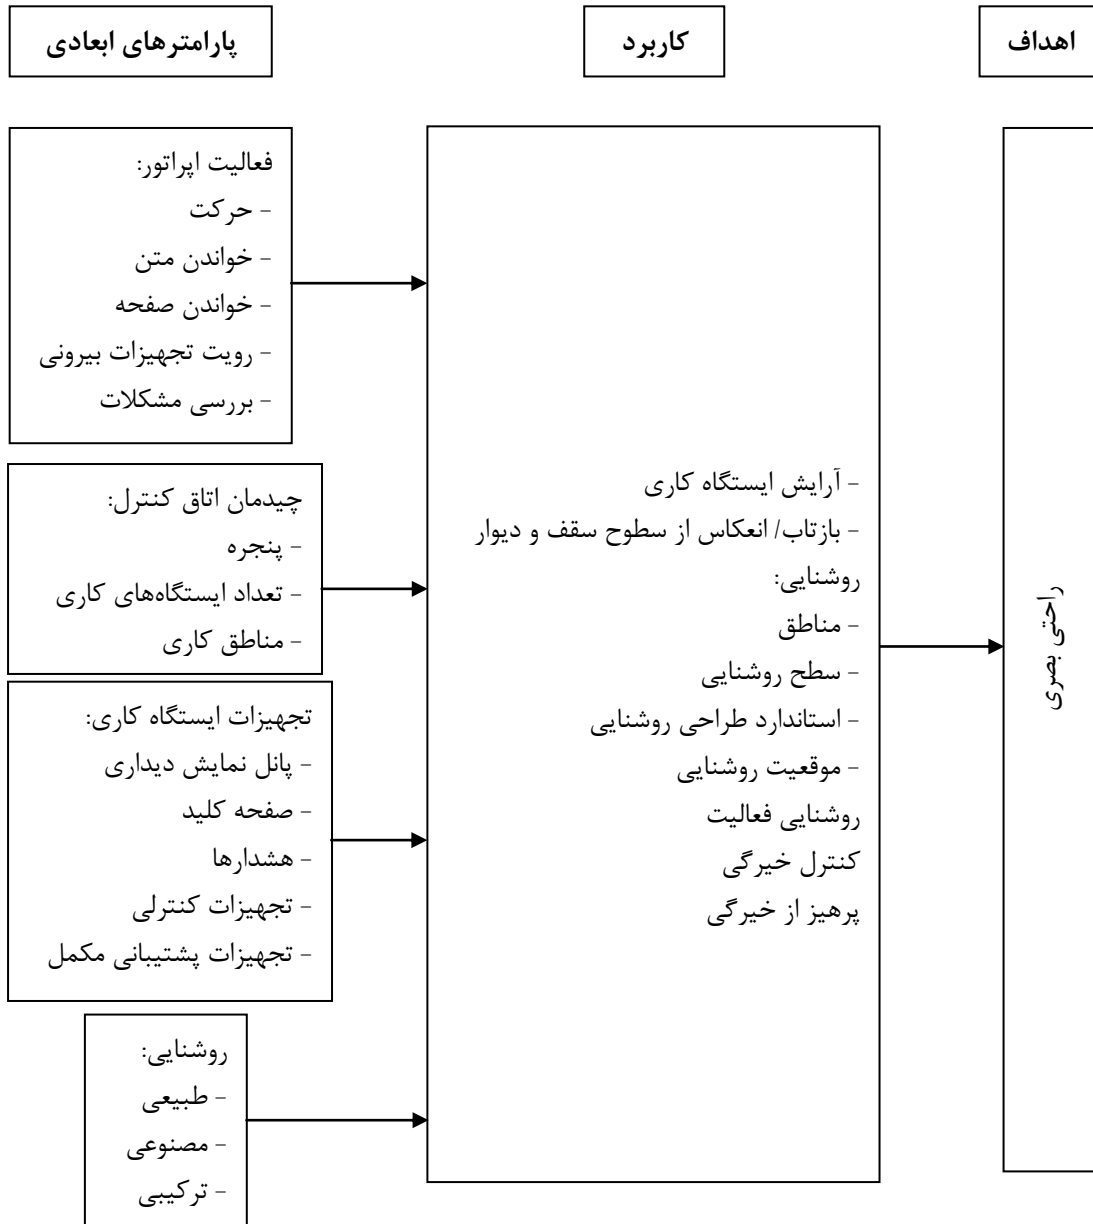 پارامترهای ابعادی
کاربرد
اهداف
فعالیت اپراتور:
- حرکت
- خواندن متن
- خواندن صفحه
- رویت تجهیزات بیرونی
- بررسی مشکلات
چیدمان اتاق کنترل:
- پنجره
- تعداد ایستگاه‌های کاری
- مناطق کاری
تجهیزات ایستگاه کاری:
- پانل نمایش دیداری
- صفحه کلید
- هشدارها
- تجهیزات کنترلی
- تجهیزات پشتیبانی مکمل
روشنایی:
- طبیعی
- مصنوعی
- ترکیبی
- آرایش ایستگاه کاری
- بازتاب/ انعکاس از سطوح سقف و دیوار
روشنایی:
- مناطق
- سطح روشنایی
- استاندارد طراحی روشنایی
- موقعیت روشنایی
روشنایی فعالیت
کنترل خیرگی
پرهیز از خیرگی
راحتی بصری